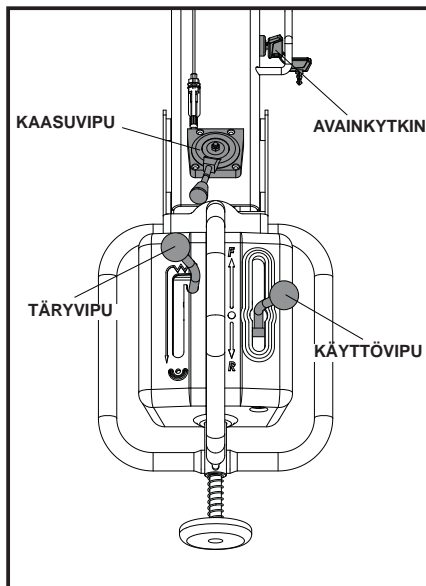 AVAINKYTKIN
KAASUVIPU
F
TÄRYVIPU
KÄYTTÖVIPU
R